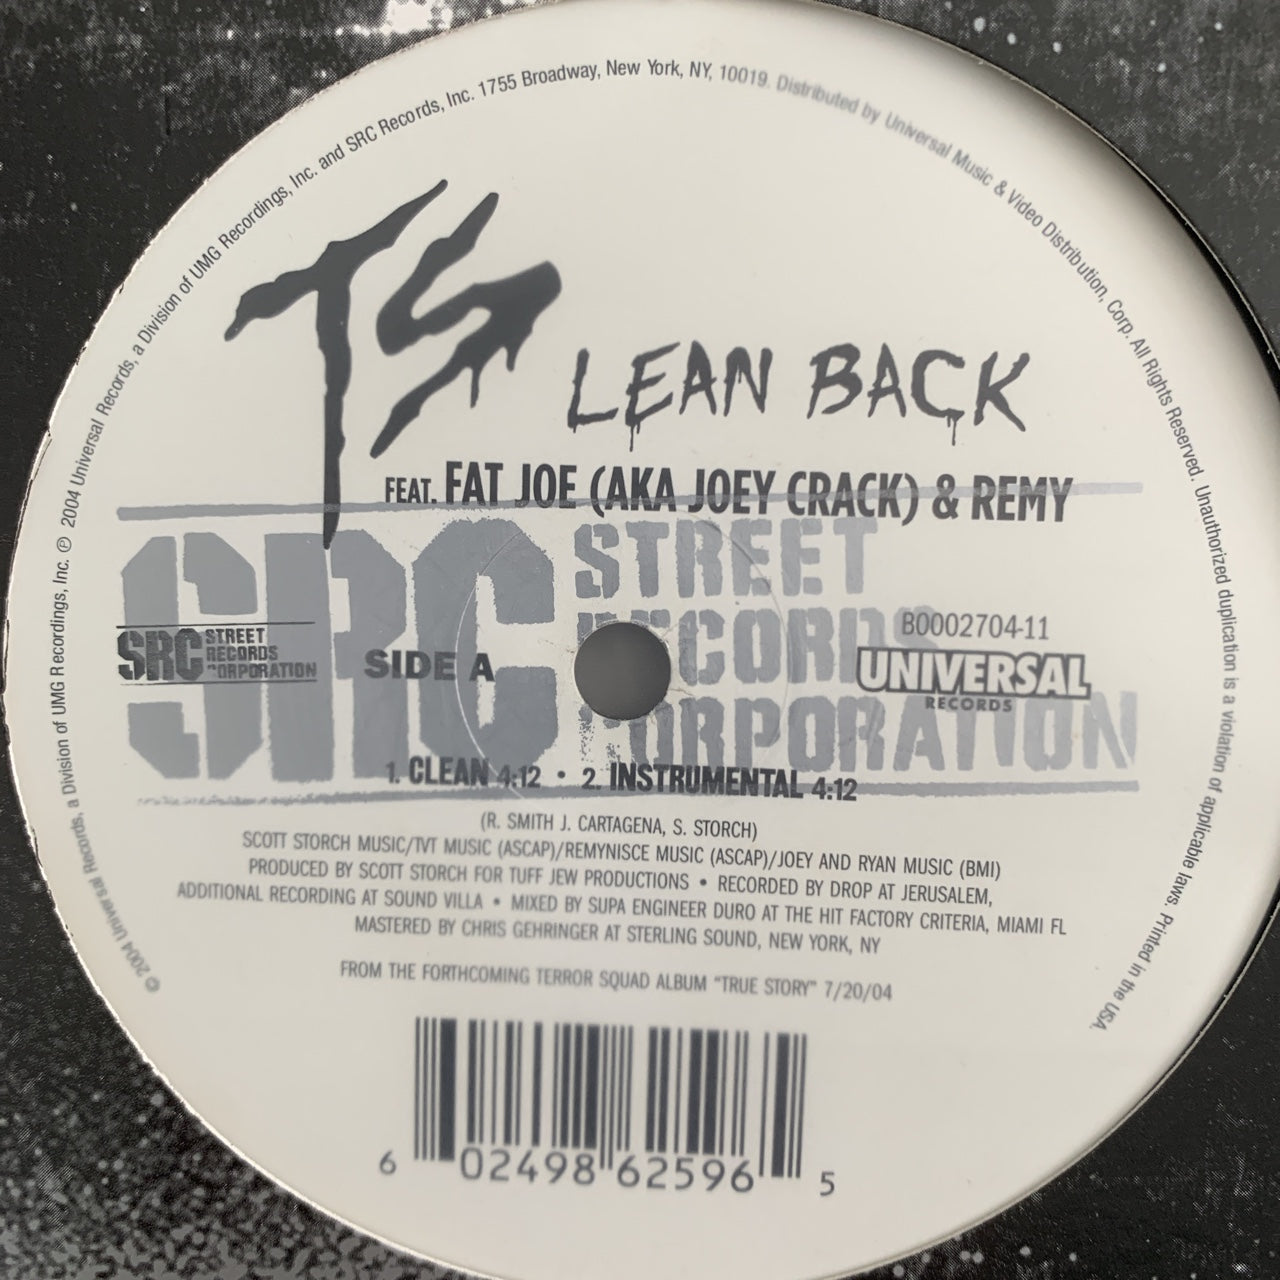 ℗ 2004 Universal Records, a Division of UMG Recordings, Inc. and SRC Records, Inc. 1755 Broadway, New York, NY, 10019. Distributed by Universal Music & Video Distribution, Corp. All Rights Reserved. Unauthorized duplication is a violation of applicable laws. Printed in the USA.
© 2004 Universal Records, a Division of UMG Recordings, Inc.
TS
LEAN BACK
FEAT. FAT JOE (AKA JOEY CRACK) & REMY
SRC STREET
RECORDS
CORPORATION
SRC STREET
RECORDS
CORPORATION
SIDE A
B0002704-11
UNIVERSAL
RECORDS
1. CLEAN 4:12 • 2. INSTRUMENTAL 4:12
(R. SMITH J. CARTAGENA, S. STORCH)
SCOTT STORCH MUSIC/TVT MUSIC (ASCAP)/REMYNISCE MUSIC (ASCAP)/JOEY AND RYAN MUSIC (BMI)
PRODUCED BY SCOTT STORCH FOR TUFF JEW PRODUCTIONS • RECORDED BY DROP AT JERUSALEM,
ADDITIONAL RECORDING AT SOUND VILLA • MIXED BY SUPA ENGINEER DURO AT THE HIT FACTORY CRITERIA, MIAMI FL
MASTERED BY CHRIS GEHRINGER AT STERLING SOUND, NEW YORK, NY
FROM THE FORTHCOMING TERROR SQUAD ALBUM "TRUE STORY" 7/20/04
6 02498 62596 5